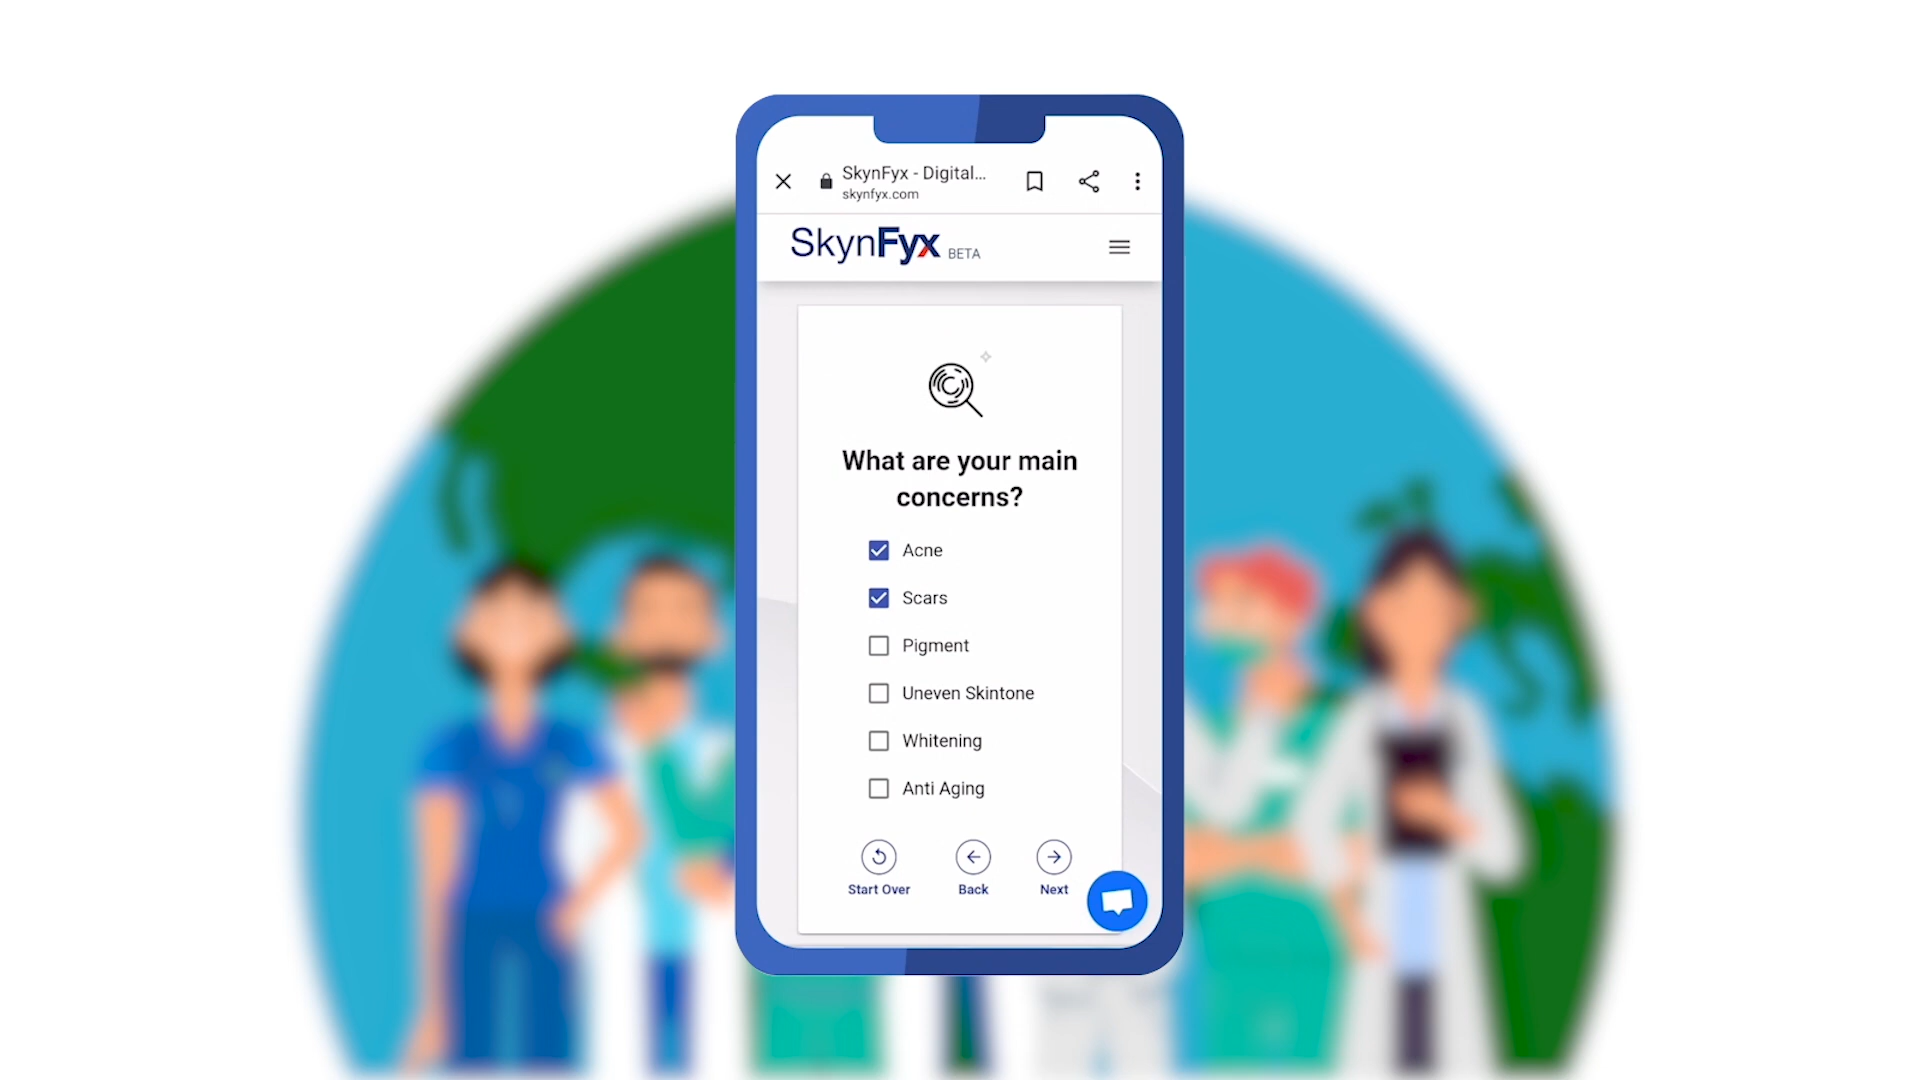 SkynFyx - Digital...
skynfyx.com
SkynFyx BETA
What are your main
concerns?
Acne
Scars
Pigment
Uneven Skintone
Whitening
Anti Aging
Start Over
Back
Next